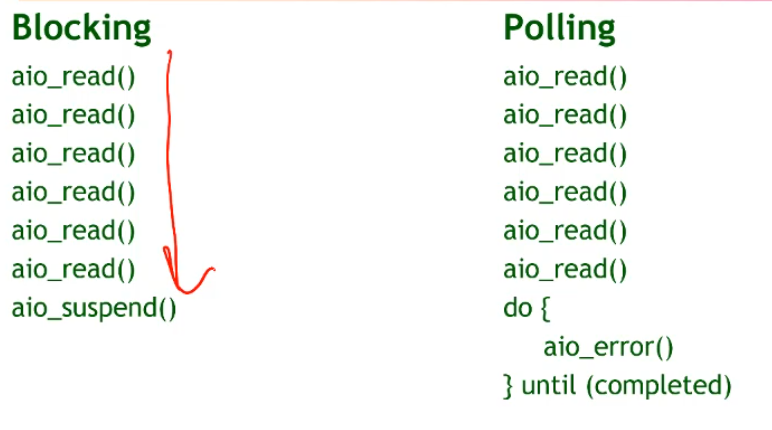 Blocking
aio_read()
aio_read()
aio_read()
aio_read()
aio_read()
aio_read()
aio_suspend()
Polling
aio_read()
aio_read()
aio_read()
aio_read()
aio_read()
aio_read()
do {
aio_error()
} until (completed)